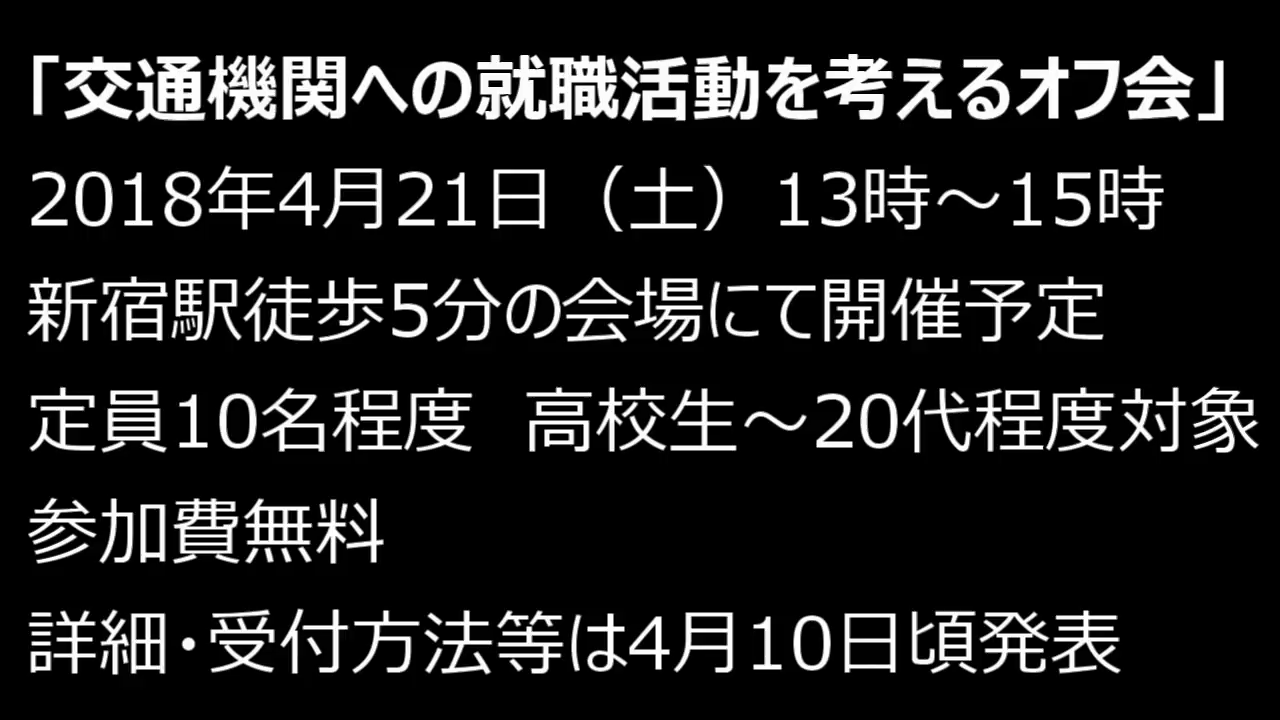 「交通機関への就職活動を考えるオフ会」
2018年4月21日（土）13時～15時
新宿駅徒歩5分の会場にて開催予定
定員10名程度　高校生～20代程度対象
参加費無料
詳細・受付方法等は4月10日頃発表